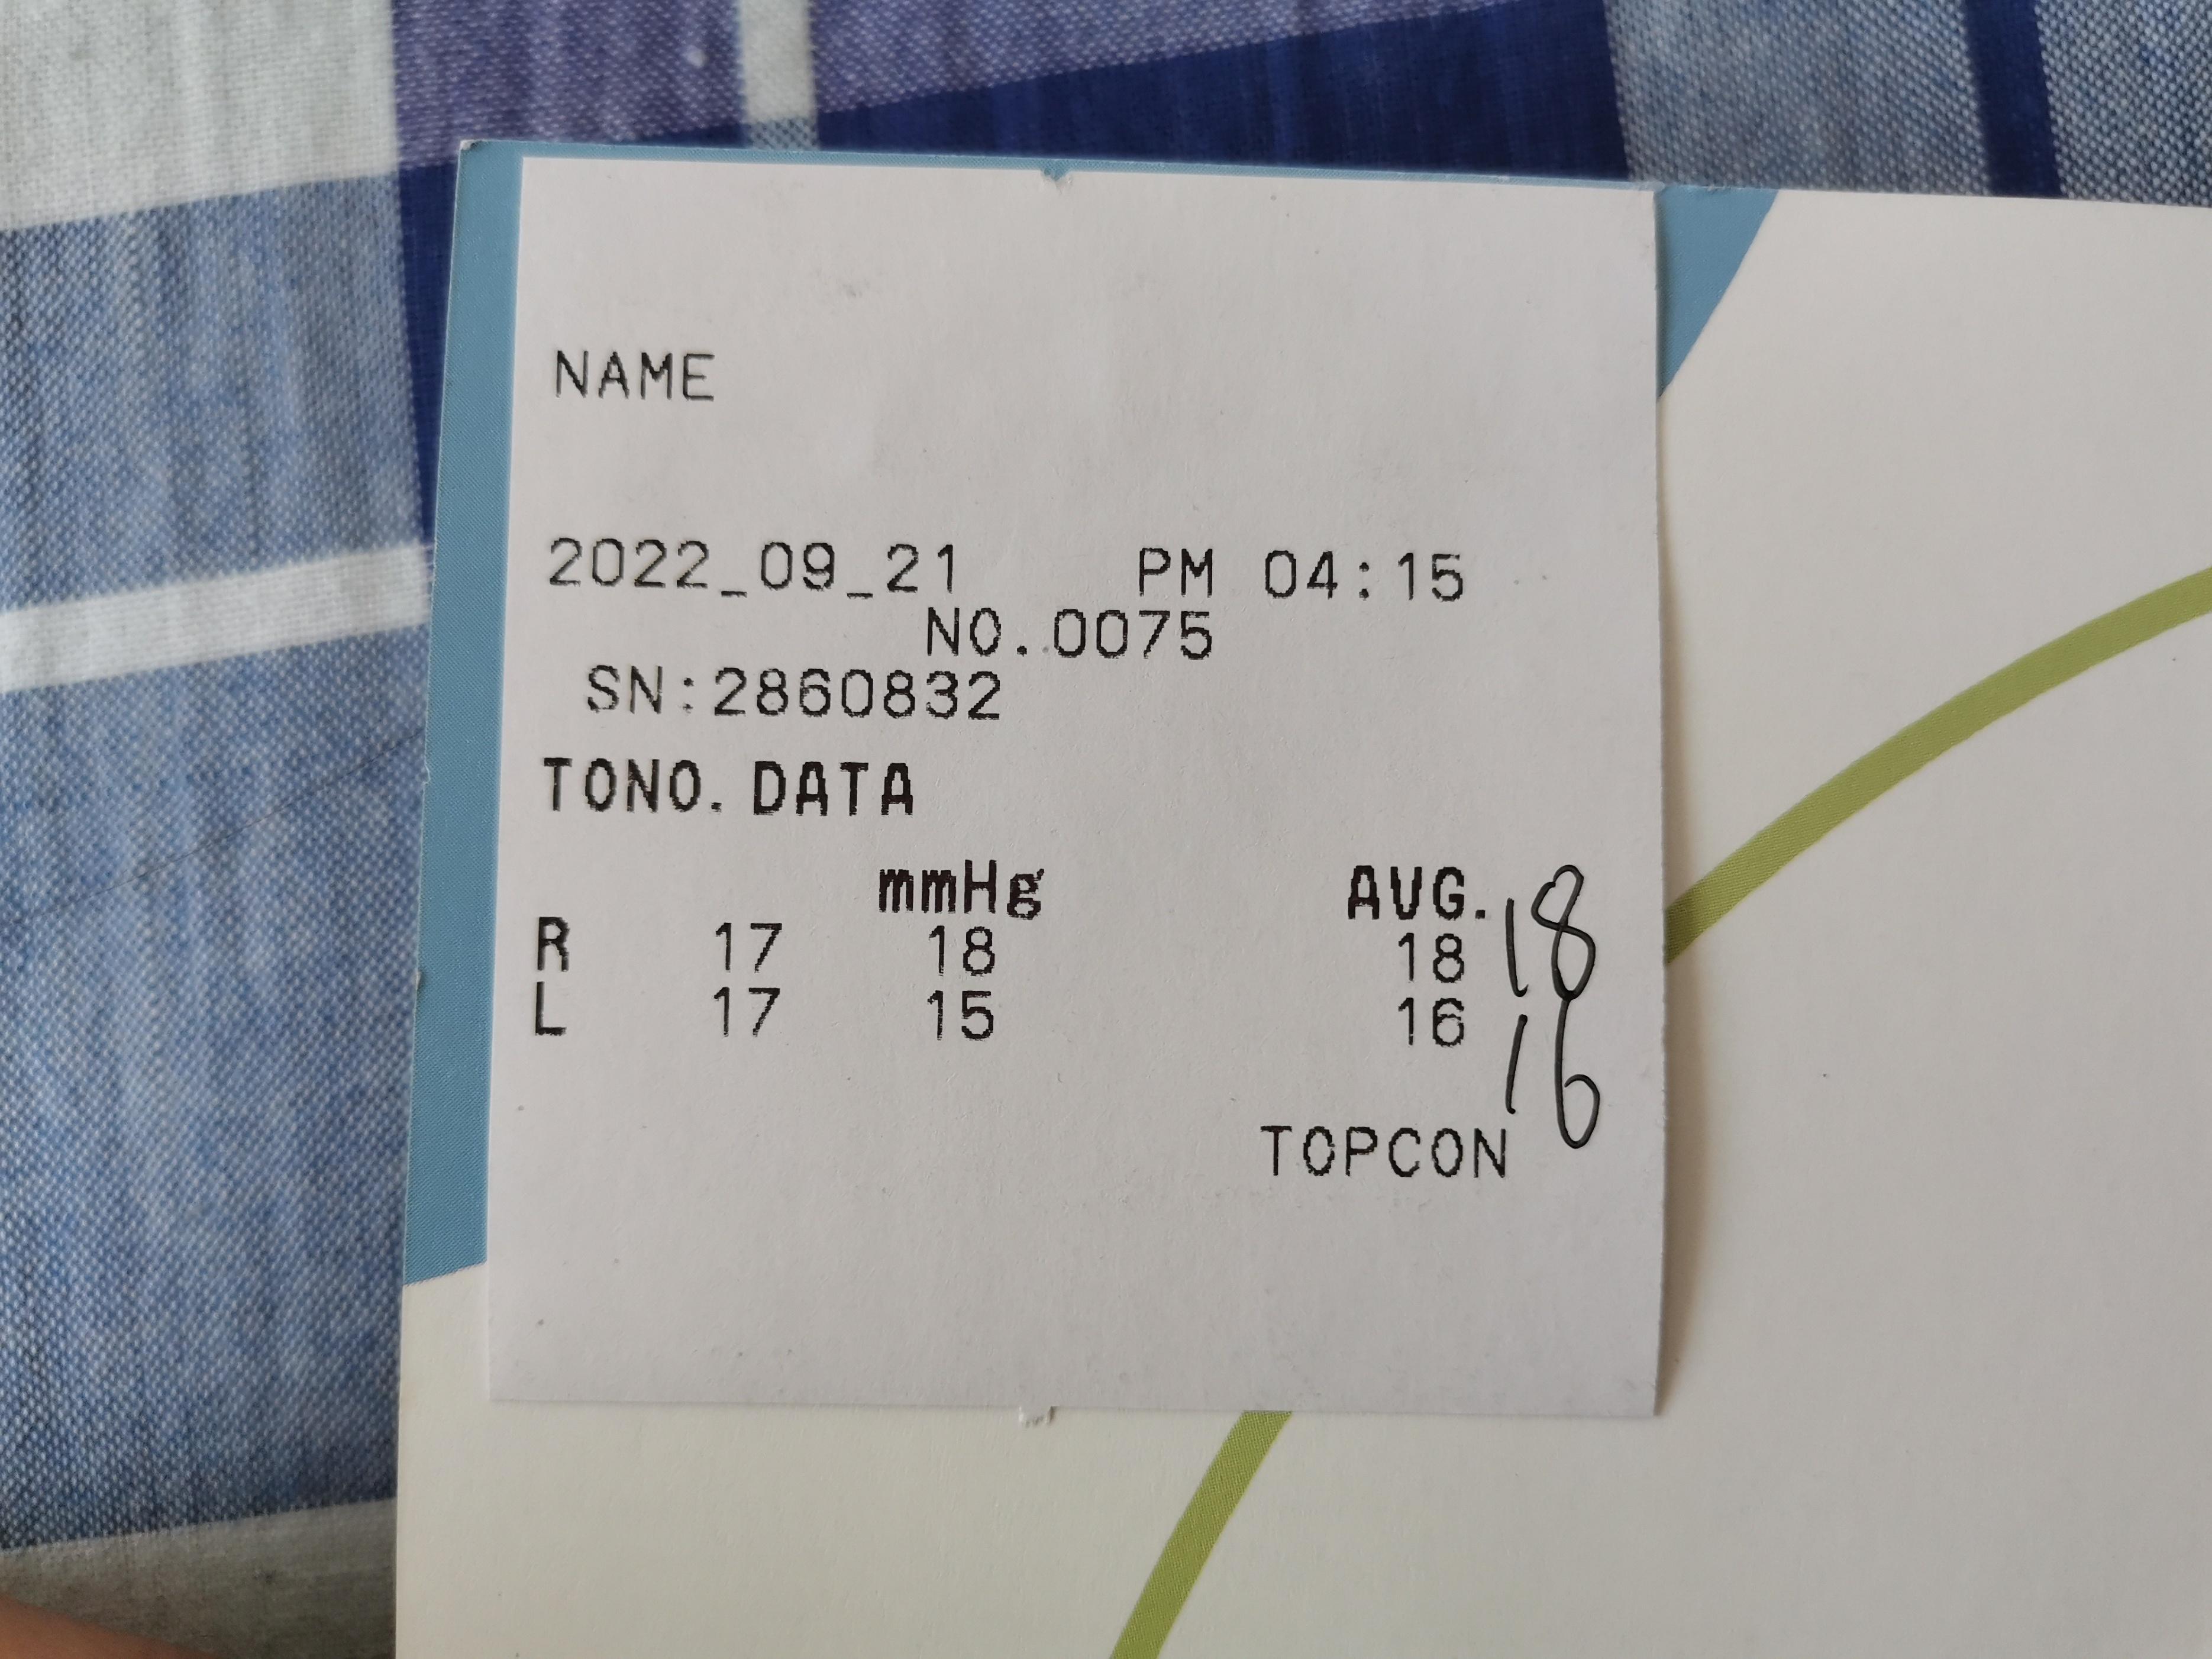 NAME
2022_09_21 PM 04:15
NO.0075
SN:2860832
TONO. DATA
mmHg AVG.
R 17 18 18 18
L 17 15 16 16
TOPCON